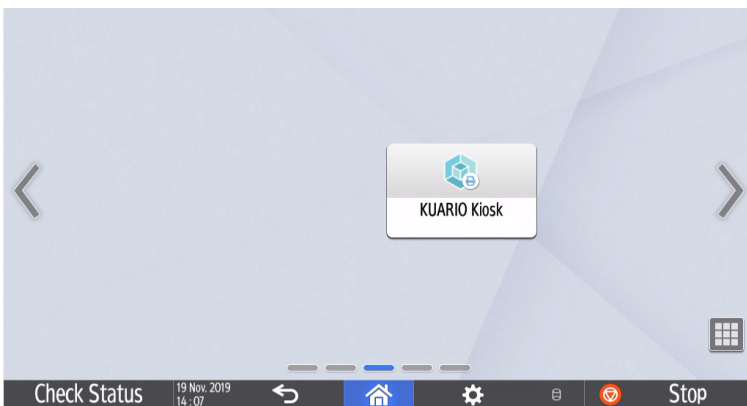 KUARIO Kiosk
Check Status
19 Nov. 2019
14 : 07
Stop